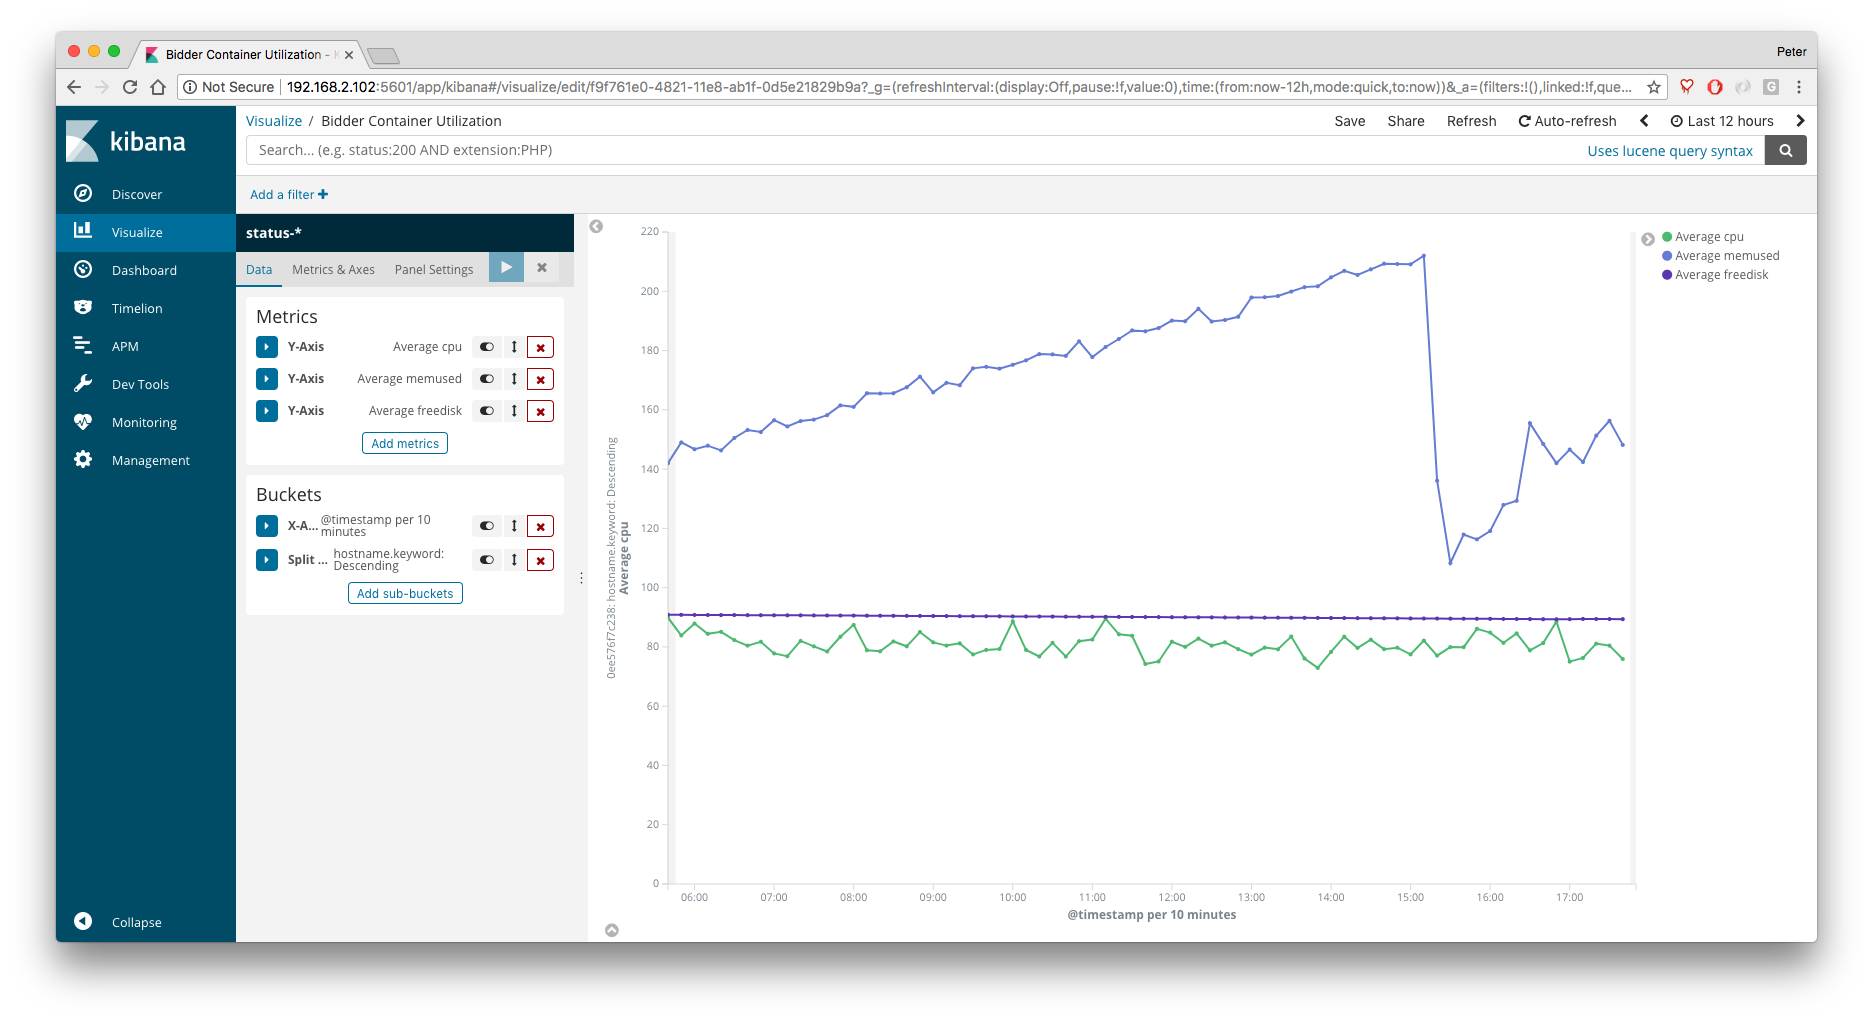 Bidder Container Utilization - K
Peter
Not Secure | 192.168.2.102:5601/app/kibana#/visualize/edit/f9f761e0-4821-11e8-ab1f-0d5e21829b9a?_g=(refreshInterval:(display:Off,pause:!f,value:0),time:(from:now-12h,mode:quick,to:now))&_a=(filters:!(),linked:!f,que...
G
kibana
Discover
Visualize
Dashboard
Timelion
APM
Dev Tools
Monitoring
Management
Collapse
Visualize / Bidder Container Utilization
Save Share Refresh Auto-refresh Last 12 hours
Search... (e.g. status:200 AND extension:PHP)
Uses lucene query syntax
Add a filter +
status-*
Data Metrics & Axes Panel Settings
Metrics
Y-Axis Average cpu
Y-Axis Average memused
Y-Axis Average freedisk
Add metrics
Buckets
X-A... @timestamp per 10
minutes
Split ... hostname.keyword:
Descending
Add sub-buckets
0ee576f7c238: hostname.keyword: Descending
Average cpu
220
200
180
160
140
120
100
80
60
40
20
0
06:00 07:00 08:00 09:00 10:00 11:00 12:00 13:00 14:00 15:00 16:00 17:00
@timestamp per 10 minutes
Average cpu
Average memused
Average freedisk